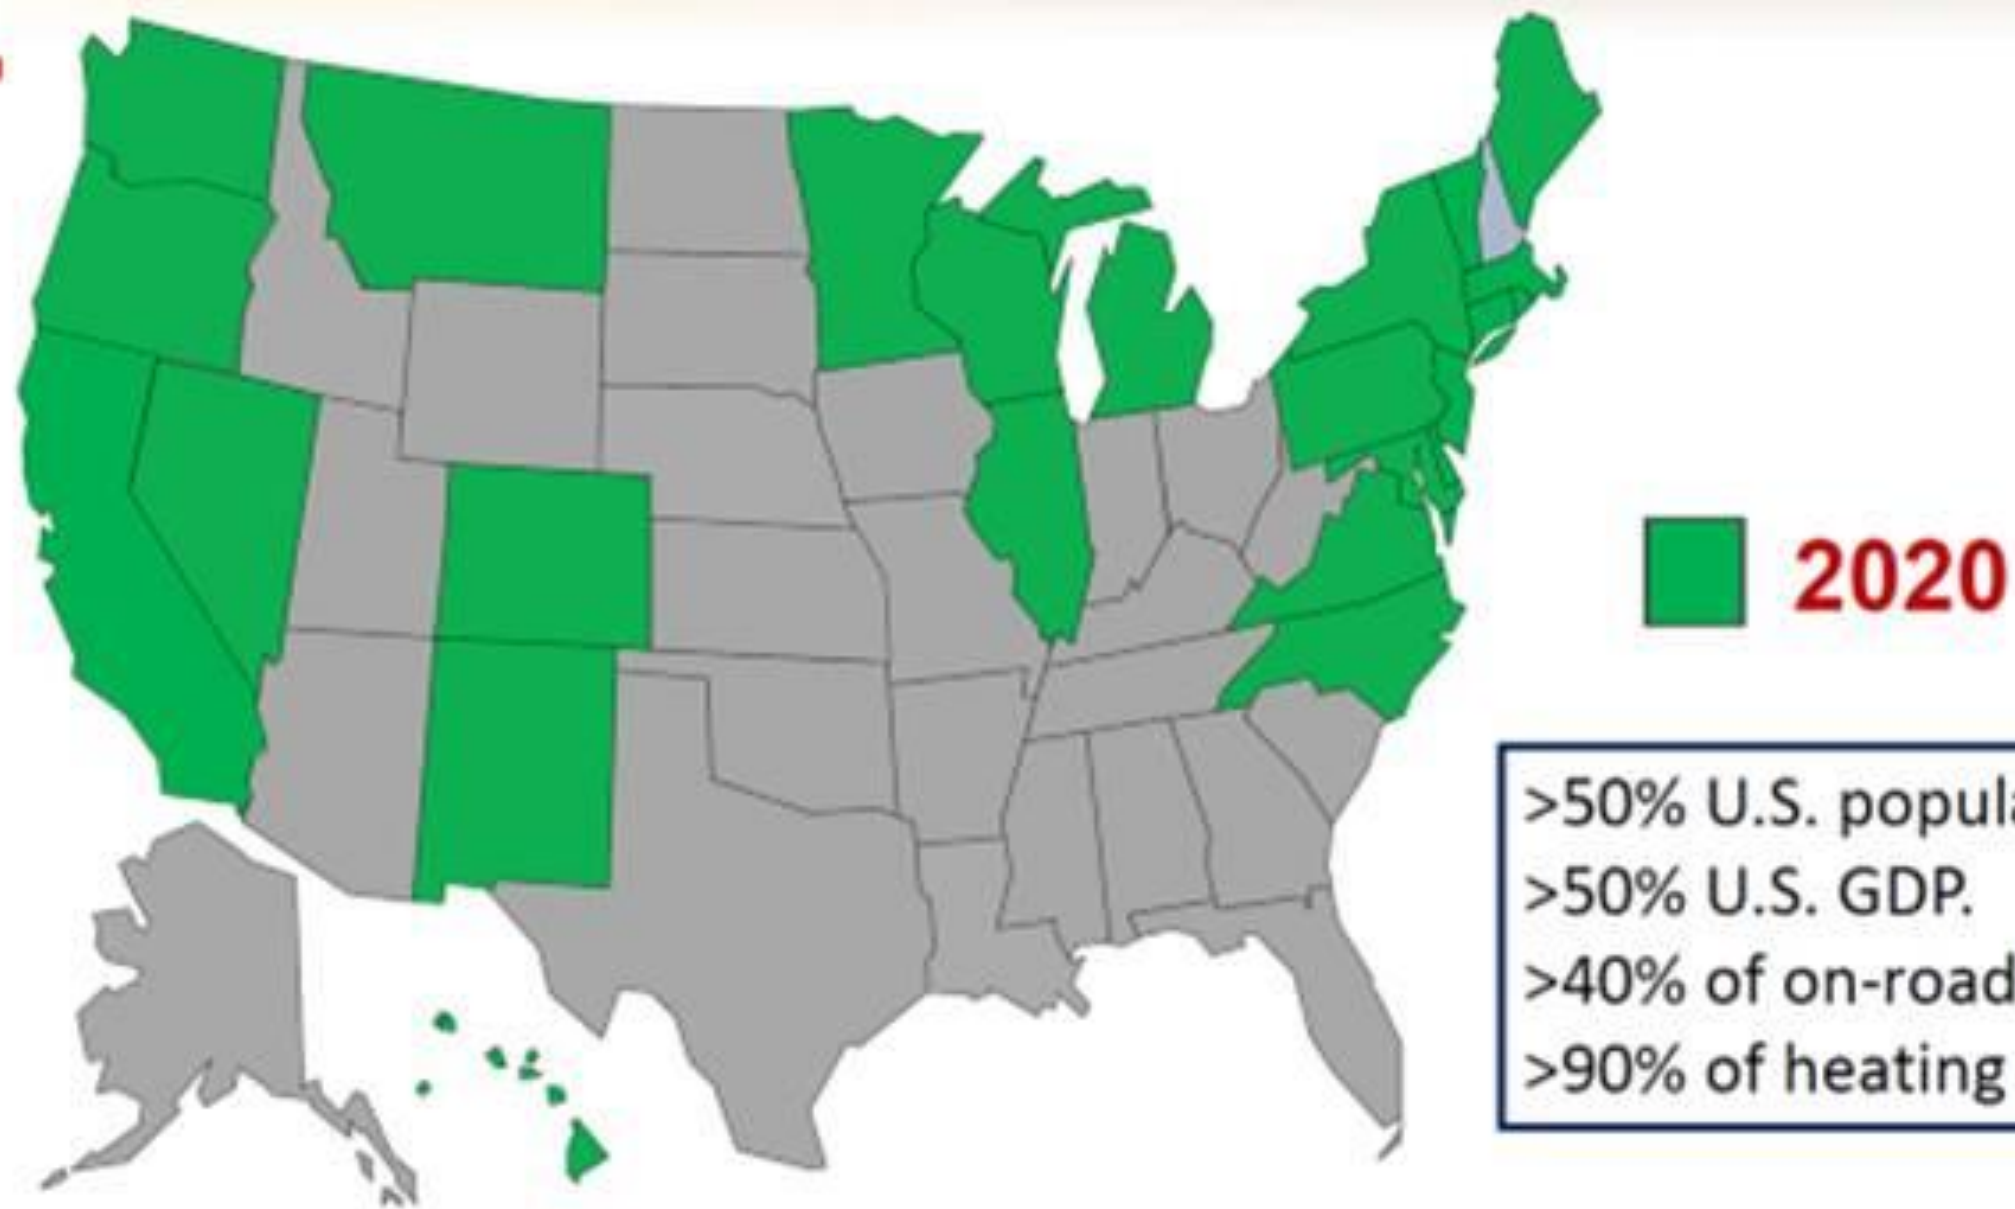 2020
>50% U.S. popula
>50% U.S. GDP.
>40% of on-road
>90% of heating